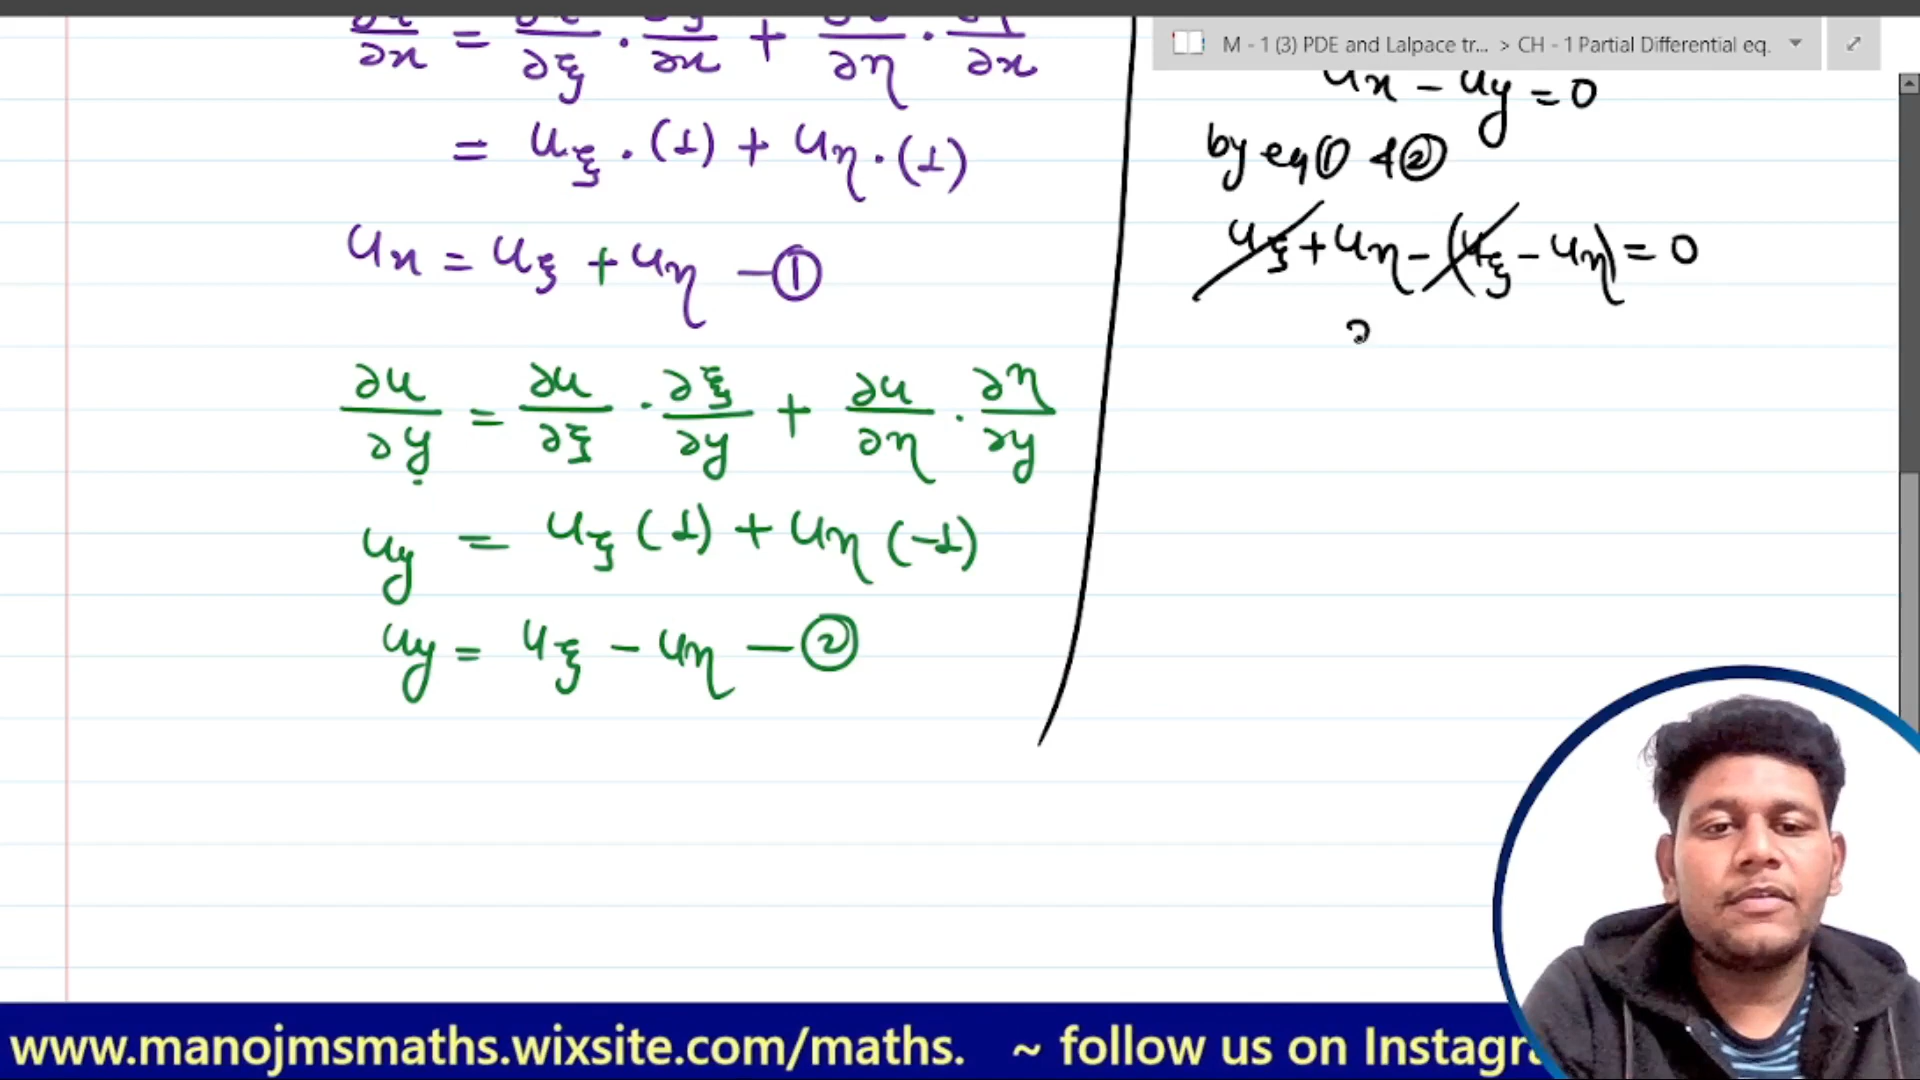 ∂u/∂x = ∂u/∂ξ · ∂ξ/∂x + ∂u/∂η · ∂η/∂x
= uξ · (1) + uη · (1)
ux = uξ + uη — ①
∂u/∂y = ∂u/∂ξ · ∂ξ/∂y + ∂u/∂η · ∂η/∂y
uy = uξ (1) + uη (-1)
uy = uξ - uη — ②
M - 1 (3) PDE and Lalpace tr... > CH - 1 Partial Differential eq.
ux - uy = 0
by eq ① & ②
uξ + uη - (uξ - uη) = 0
2
www.manojmsmaths.wixsite.com/maths. ~ follow us on Instagra